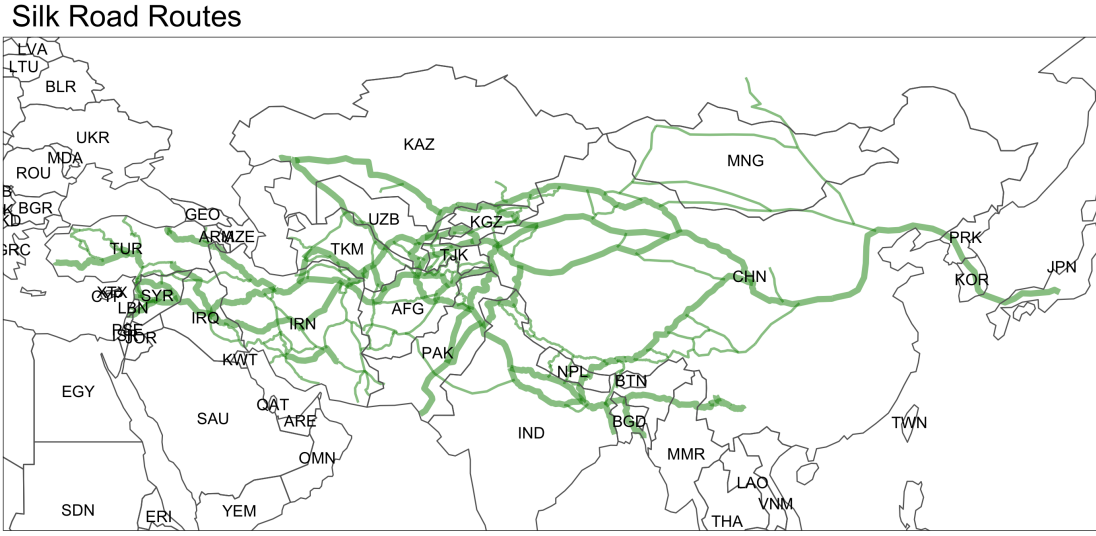 Silk Road Routes
LVA
LTU
BLR
UKR
KAZ
MDA
ROU
MNG
BGR
GEO
UZB
KGZ
ARM
AZE
GRC
TUR
TKM
TJK
PRK
JPN
CHN
KOR
SYR
LBN
AFG
IRQ
IRN
JOR
KWT
PAK
NPL
BTN
EGY
QAT
SAU
ARE
BGD
TWN
IND
OMN
MMR
LAO
VNM
SDN
ERI
YEM
THA